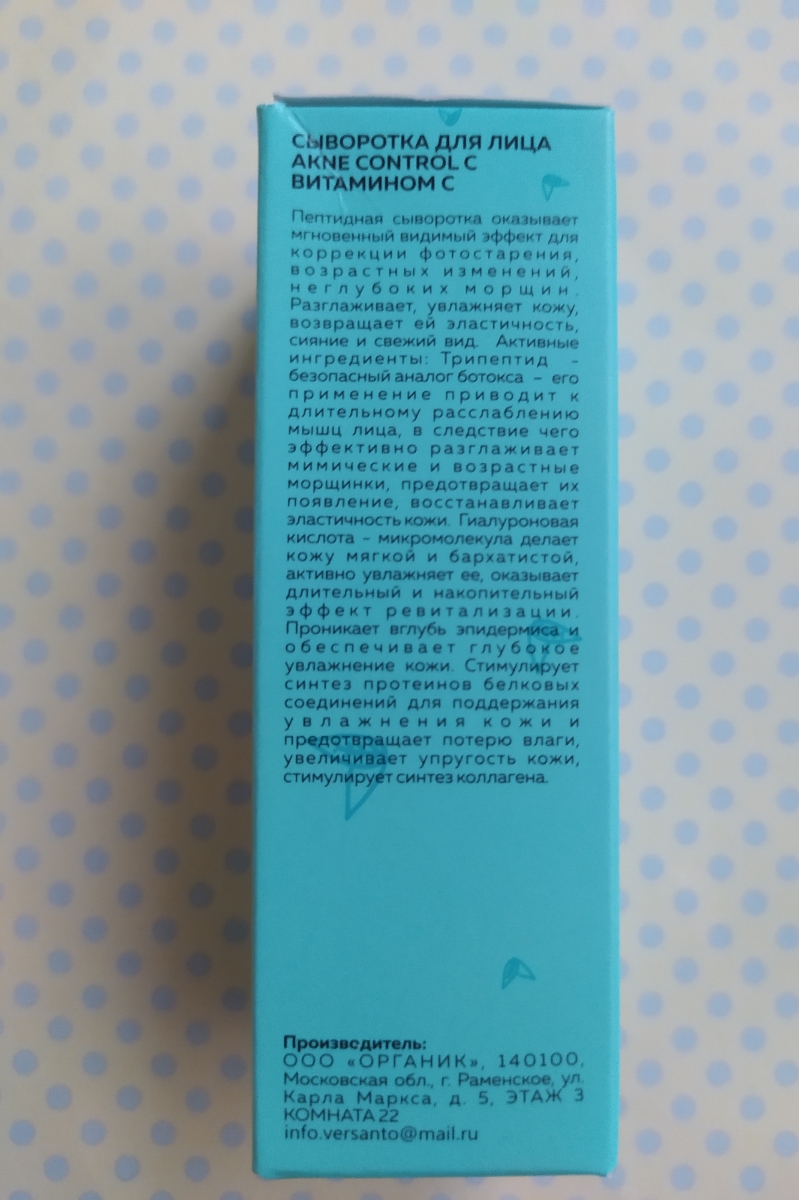 СЫВОРОТКА ДЛЯ ЛИЦА
AKNE CONTROL С
ВИТАМИНОМ С
Пептидная сыворотка оказывает
мгновенный видимый эффект для
коррекции фотостарения,
возрастных изменений,
неглубоких морщин.
Разглаживает, увлажняет кожу,
возвращает ей эластичность,
сияние и свежий вид. Активные
ингредиенты: Трипептид -
безопасный аналог ботокса – его
применение приводит к
длительному расслаблению
мышц лица, в следствие чего
эффективно разглаживает
мимические и возрастные
морщинки, предотвращает их
появление, восстанавливает
эластичность кожи. Гиалуроновая
кислота – микромолекула делает
кожу мягкой и бархатистой,
активно увлажняет ее, оказывает
длительный и накопительный
эффект ревитализации.
Проникает вглубь эпидермиса и
обеспечивает глубокое
увлажнение кожи. Стимулирует
синтез протеинов белковых
соединений для поддержания
увлажнения кожи и
предотвращает потерю влаги,
увеличивает упругость кожи,
стимулирует синтез коллагена.
Производитель:
ООО «ОРГАНИК», 140100,
Московская обл., г. Раменское, ул.
Карла Маркса, д. 5, ЭТАЖ 3
КОМНАТА 22
info.versanto@mail.ru